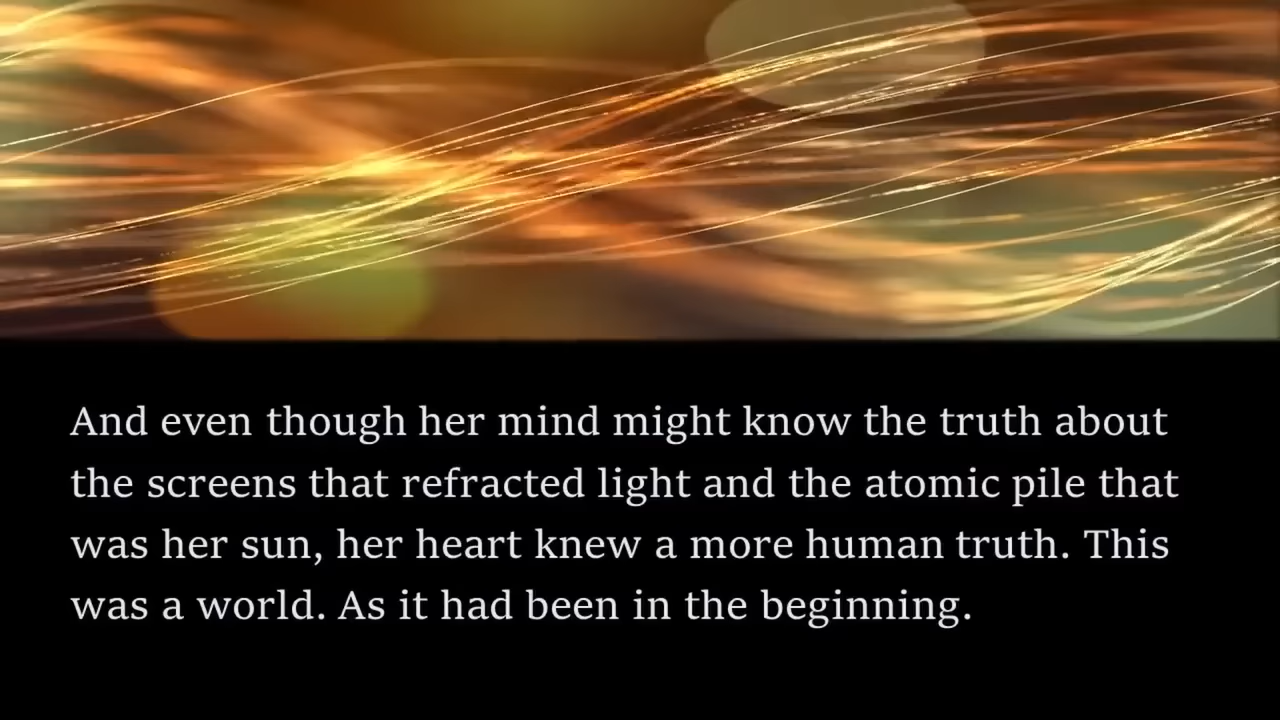 And even though her mind might know the truth about
the screens that refracted light and the atomic pile that
was her sun, her heart knew a more human truth. This
was a world. As it had been in the beginning.